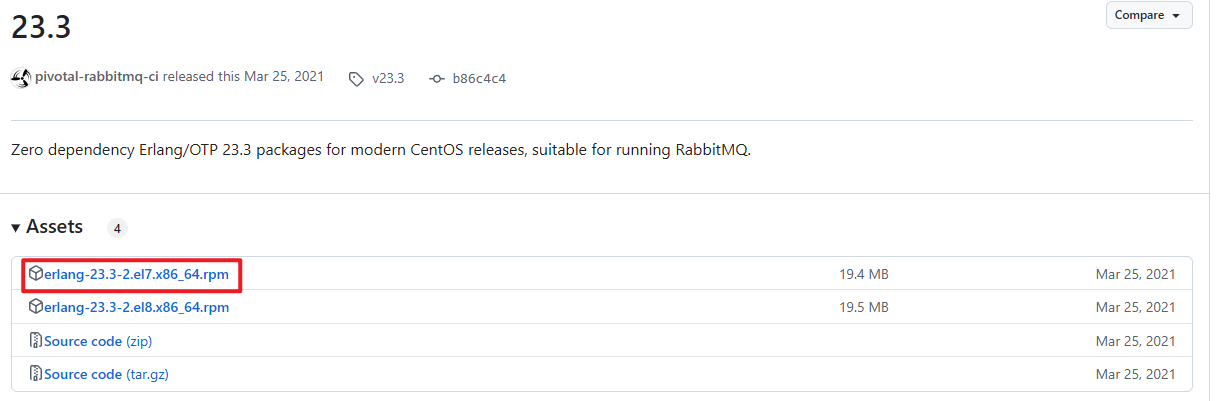 23.3
Compare
pivotal-rabbitmq-ci released this Mar 25, 2021 v23.3 b86c4c4
Zero dependency Erlang/OTP 23.3 packages for modern CentOS releases, suitable for running RabbitMQ.
Assets 4
erlang-23.3-2.el7.x86_64.rpm 19.4 MB Mar 25, 2021
erlang-23.3-2.el8.x86_64.rpm 19.5 MB Mar 25, 2021
Source code (zip) Mar 25, 2021
Source code (tar.gz) Mar 25, 2021